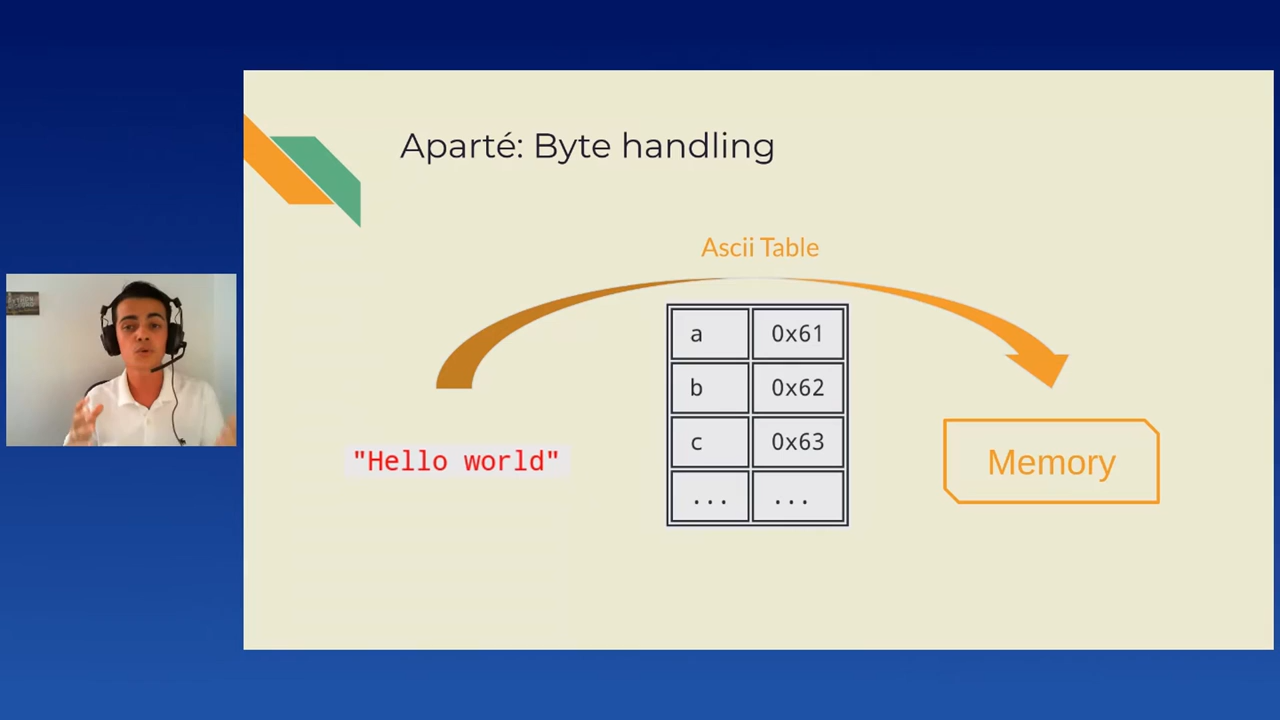 Aparté: Byte handling
Ascii Table
a 0x61
b 0x62
c 0x63
... ...
"Hello world"
Memory